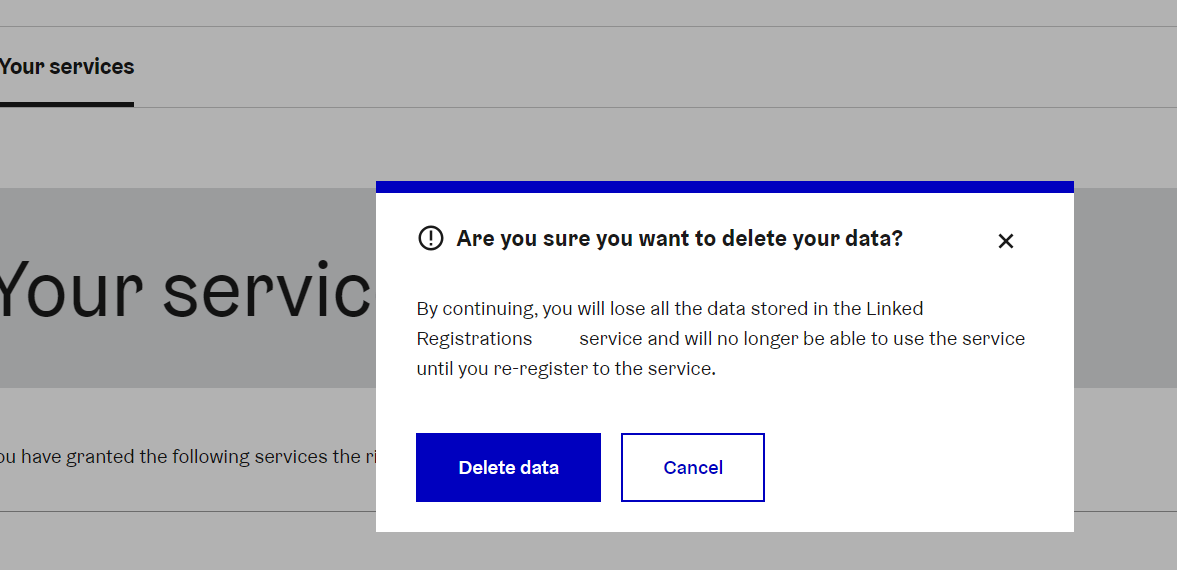 Your services
Are you sure you want to delete your data?
Your servic
By continuing, you will lose all the data stored in the Linked
Registrations service and will no longer be able to use the service
until you re-register to the service.
ou have granted the following services the ri
Delete data Cancel